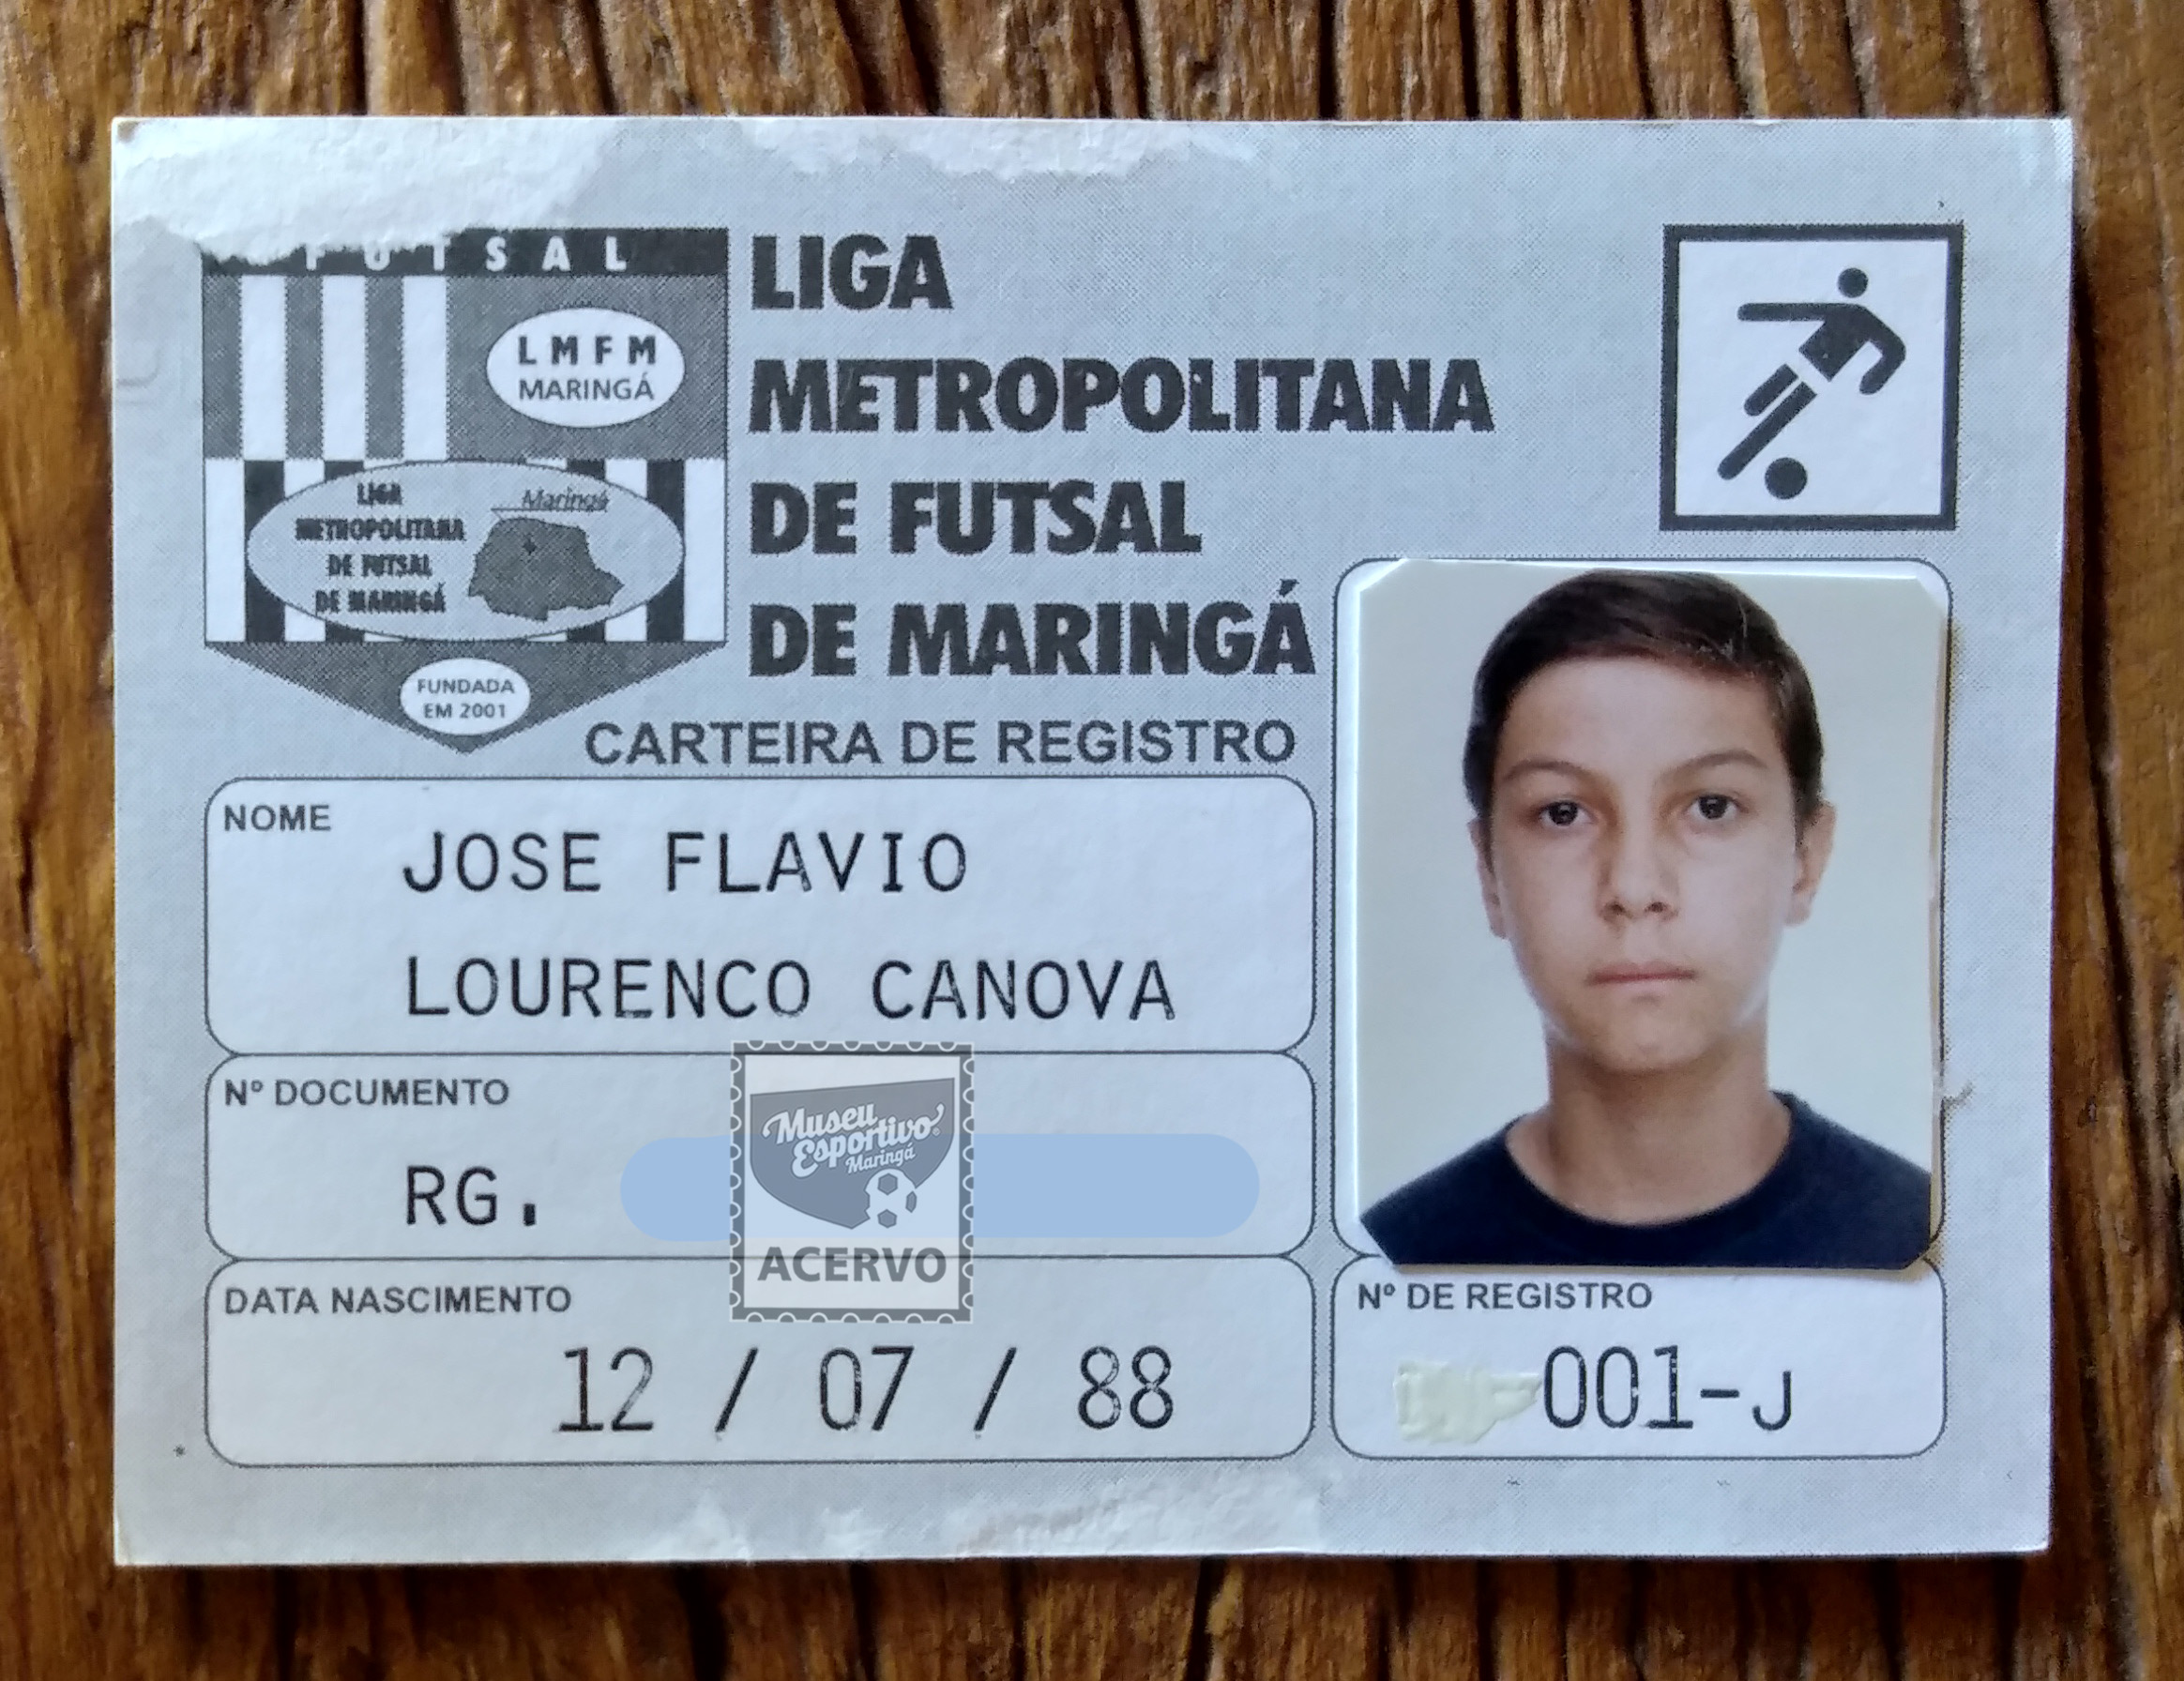 FUTSAL
LMFM
MARINGÁ
LIGA
METROPOLITANA
DE FUTSAL
DE MARINGÁ
Maringá
FUNDADA
EM 2001
LIGA
METROPOLITANA
DE FUTSAL
DE MARINGÁ
CARTEIRA DE REGISTRO
NOME
JOSE FLAVIO
LOURENCO CANOVA
Nº DOCUMENTO
RG.
Museu
Esportivo
Maringá
ACERVO
DATA NASCIMENTO
12 / 07 / 88
Nº DE REGISTRO
001-J